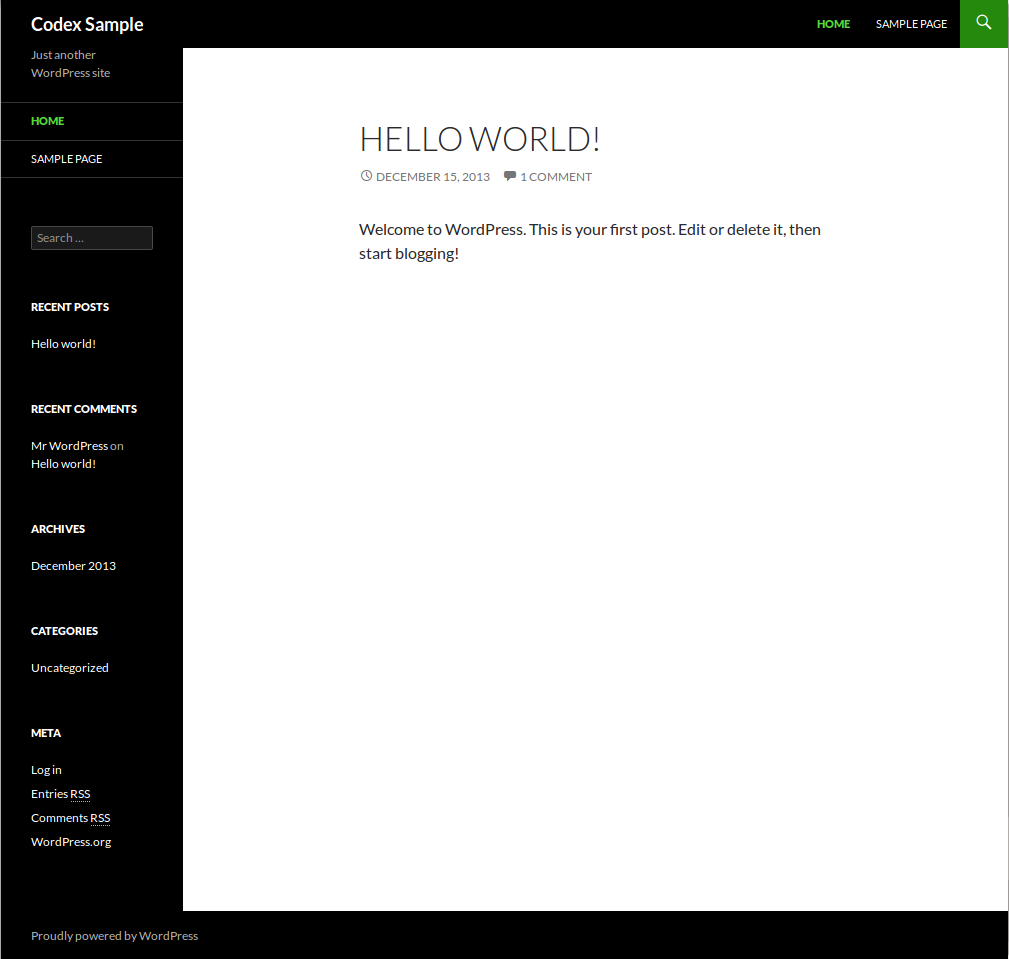 Codex Sample
HOME
SAMPLE PAGE
Just another
WordPress site
HOME
SAMPLE PAGE
Search ...
RECENT POSTS
Hello world!
RECENT COMMENTS
Mr WordPress on
Hello world!
ARCHIVES
December 2013
CATEGORIES
Uncategorized
META
Log in
Entries RSS
Comments RSS
WordPress.org
HELLO WORLD!
DECEMBER 15, 2013 1 COMMENT
Welcome to WordPress. This is your first post. Edit or delete it, then
start blogging!
Proudly powered by WordPress